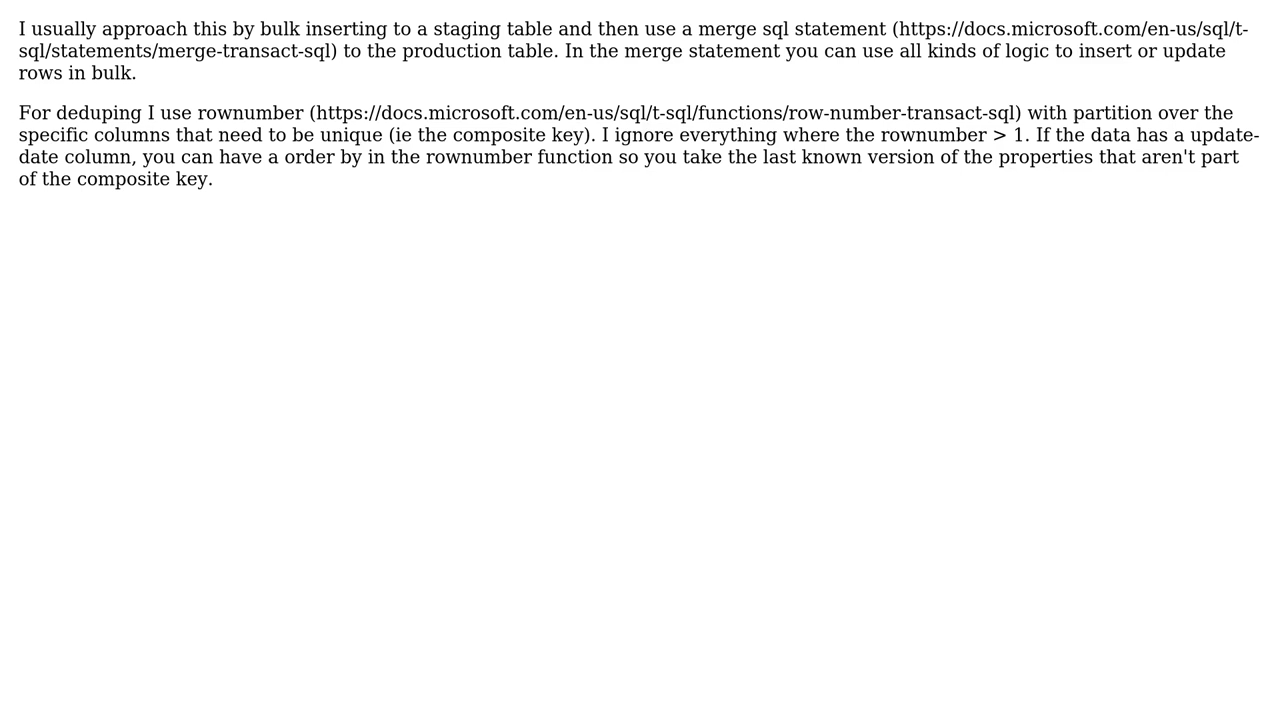 I usually approach this by bulk inserting to a staging table and then use a merge sql statement (https://docs.microsoft.com/en-us/sql/t-
sql/statements/merge-transact-sql) to the production table. In the merge statement you can use all kinds of logic to insert or update
rows in bulk.
For deduping I use rownumber (https://docs.microsoft.com/en-us/sql/t-sql/functions/row-number-transact-sql) with partition over the
specific columns that need to be unique (ie the composite key). I ignore everything where the rownumber > 1. If the data has a update-
date column, you can have a order by in the rownumber function so you take the last known version of the properties that aren't part
of the composite key.